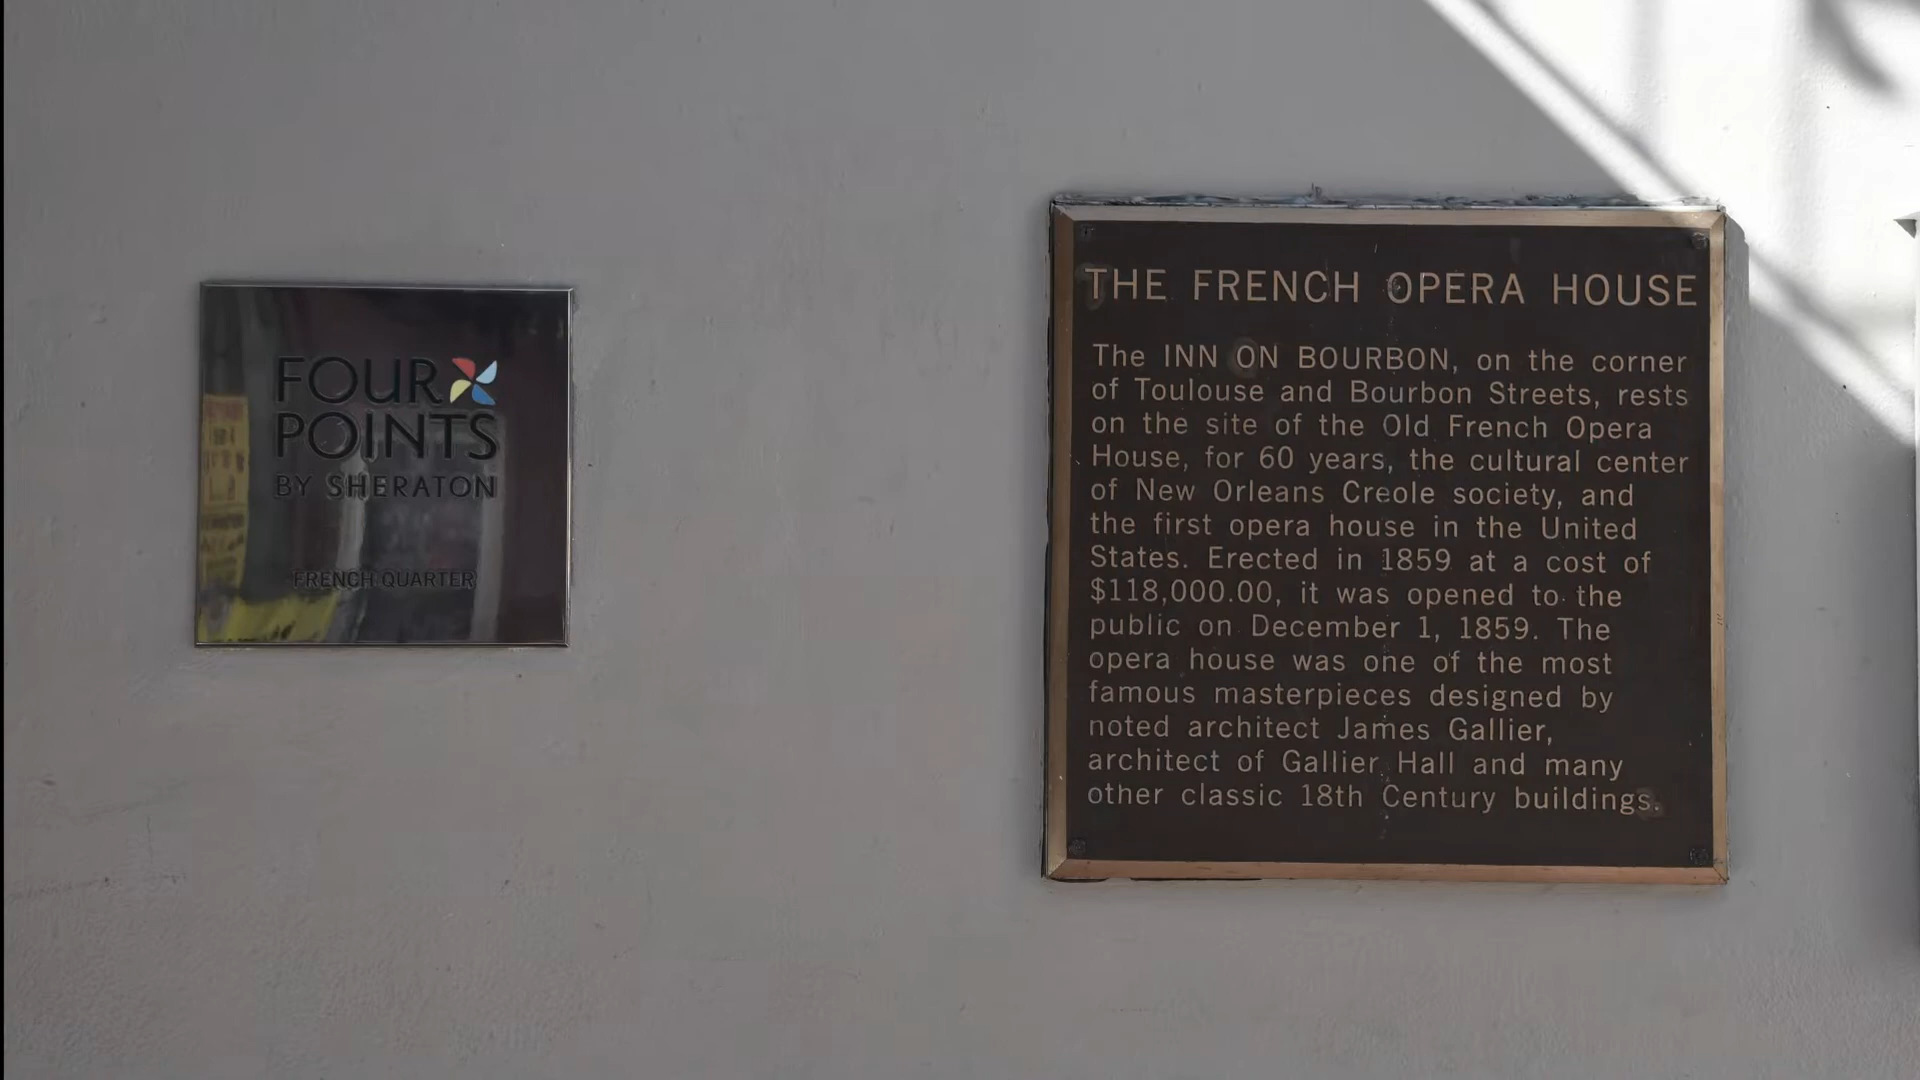 FOUR
POINTS
BY SHERATON
FRENCH QUARTER
THE FRENCH OPERA HOUSE
The INN ON BOURBON, on the corner
of Toulouse and Bourbon Streets, rests
on the site of the Old French Opera
House, for 60 years, the cultural center
of New Orleans Creole society, and
the first opera house in the United
States. Erected in 1859 at a cost of
$118,000.00, it was opened to the
public on December 1, 1859. The
opera house was one of the most
famous masterpieces designed by
noted architect James Gallier,
architect of Gallier Hall and many
other classic 18th Century buildings.